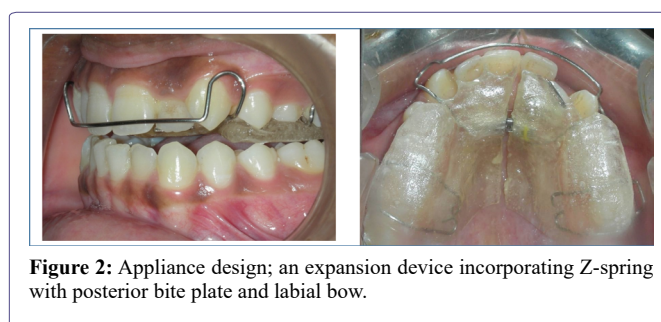 Figure 2: Appliance design; an expansion device incorporating Z-spring
with posterior bite plate and labial bow.